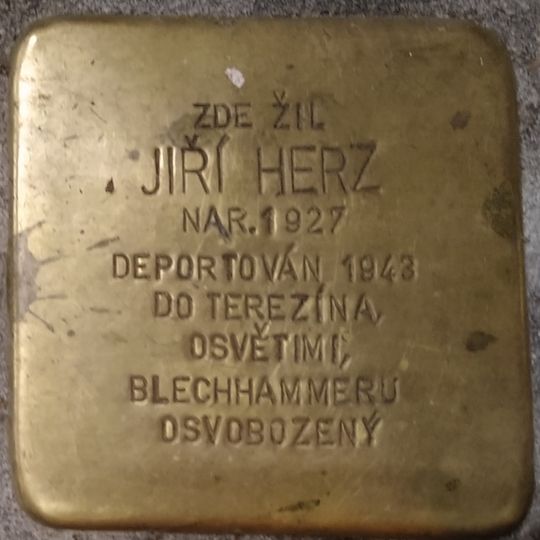 ZDE ŽIL
JIŘÍ HERZ
NAR. 1927
DEPORTOVÁN 1943
DO TEREZÍNA,
OSVĚTIMI,
BLECHHAMMERU
OSVOBOZENÝ